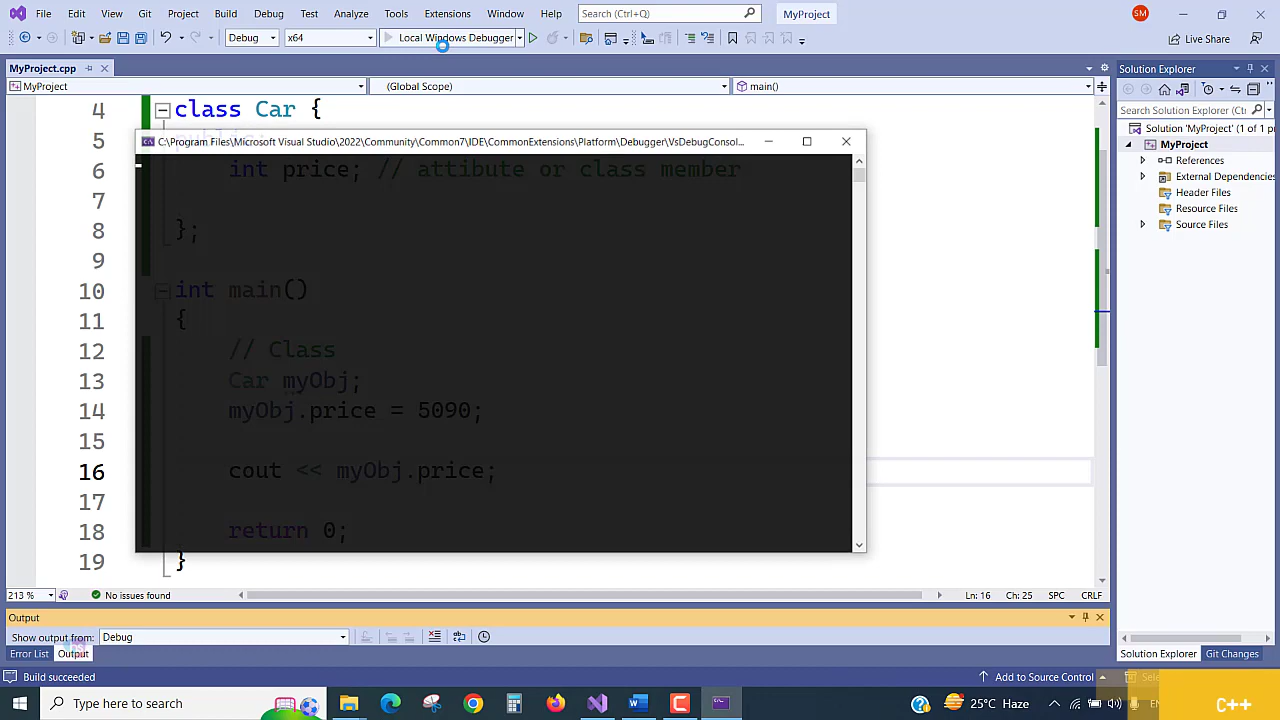 File Edit View Git Project Build Debug Test Analyze Tools Extensions Window Help Search (Ctrl+Q) MyProject SM
Debug x64 Local Windows Debugger Live Share
MyProject.cpp
MyProject (Global Scope) main()
4 class Car {
5 public:
C:\Program Files\Microsoft Visual Studio\2022\Community\Common7\IDE\CommonExtensions\Platform\Debugger\VsDebugConsol...
6 int price; // attibute or class member
7
8 };
9
10 int main()
11 {
12 // Class
13 Car myObj;
14 myObj.price = 5090;
15
16 cout << myObj.price;
17
18 return 0;
19 }
213 % No issues found Ln: 16 Ch: 25 SPC CRLF
Output
Show output from: Debug
Error List Output
Build succeeded
Solution Explorer
Search Solution Explorer (Ctrl
Solution 'MyProject' (1 of 1 p
MyProject
References
External Dependencies
Header Files
Resource Files
Source Files
Solution Explorer Git Changes
Add to Source Control
Type here to search
25°C Haze
C++